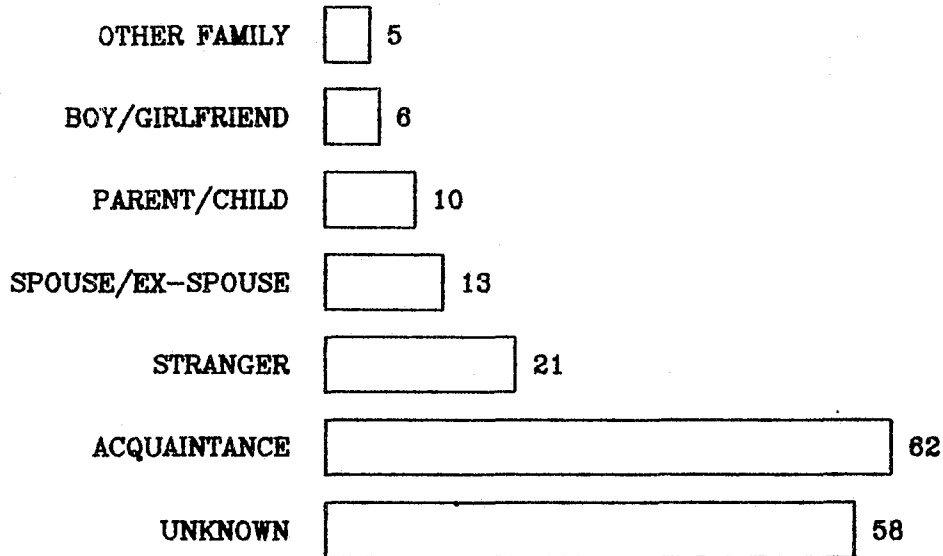 OTHER FAMILY 5
BOY/GIRLFRIEND 6
PARENT/CHILD 10
SPOUSE/EX-SPOUSE 13
STRANGER 21
ACQUAINTANCE 62
UNKNOWN 58